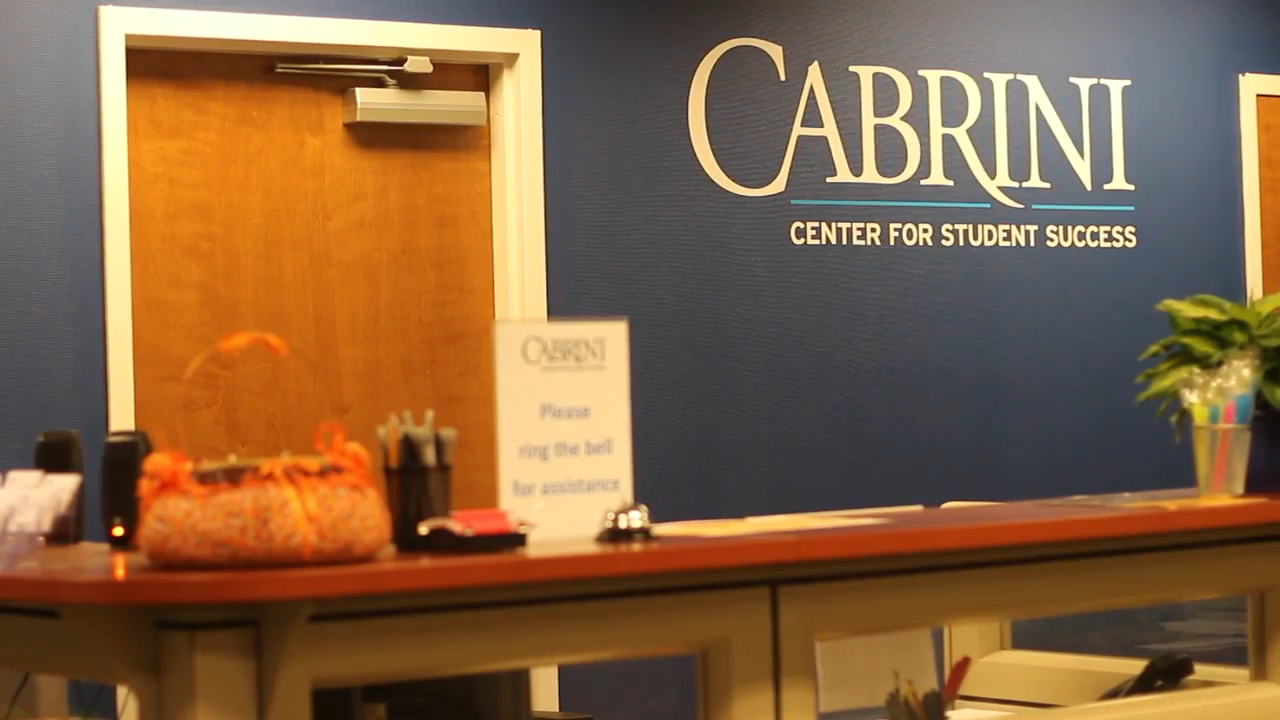 CABRINI
CENTER FOR STUDENT SUCCESS
CABRINI
Please
ring the bell
for assistance